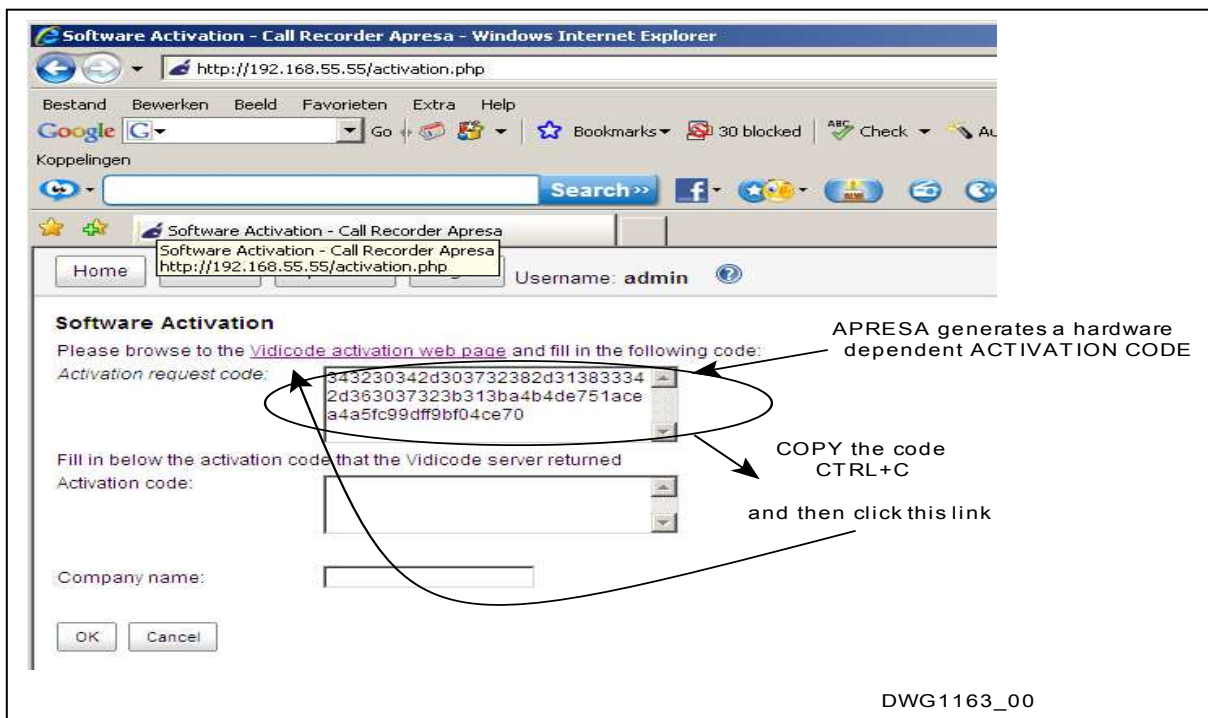 Software Activation - Call Recorder Apresa - Windows Internet Explorer
http://192.168.55.55/activation.php
Bestand Bewerken Beeld Favorieten Extra Help
Google G Go Bookmarks 30 blocked ABC Check Au
Koppelingen
Search
Software Activation - Call Recorder Apresa
Software Activation - Call Recorder Apresa
http://192.168.55.55/activation.php
Home Username: admin
Software Activation
Please browse to the Vidicode activation web page and fill in the following code:
Activation request code:
343230342d303732382d31383334
2d363037323b313ba4b4de751ace
a4a5fc99dff9bf04ce70
APRESA generates a hardware
dependent ACTIVATION CODE
COPY the code
CTRL+C
Fill in below the activation code that the Vidicode server returned
Activation code:
and then click this link
Company name:
OK Cancel
DWG1163_00